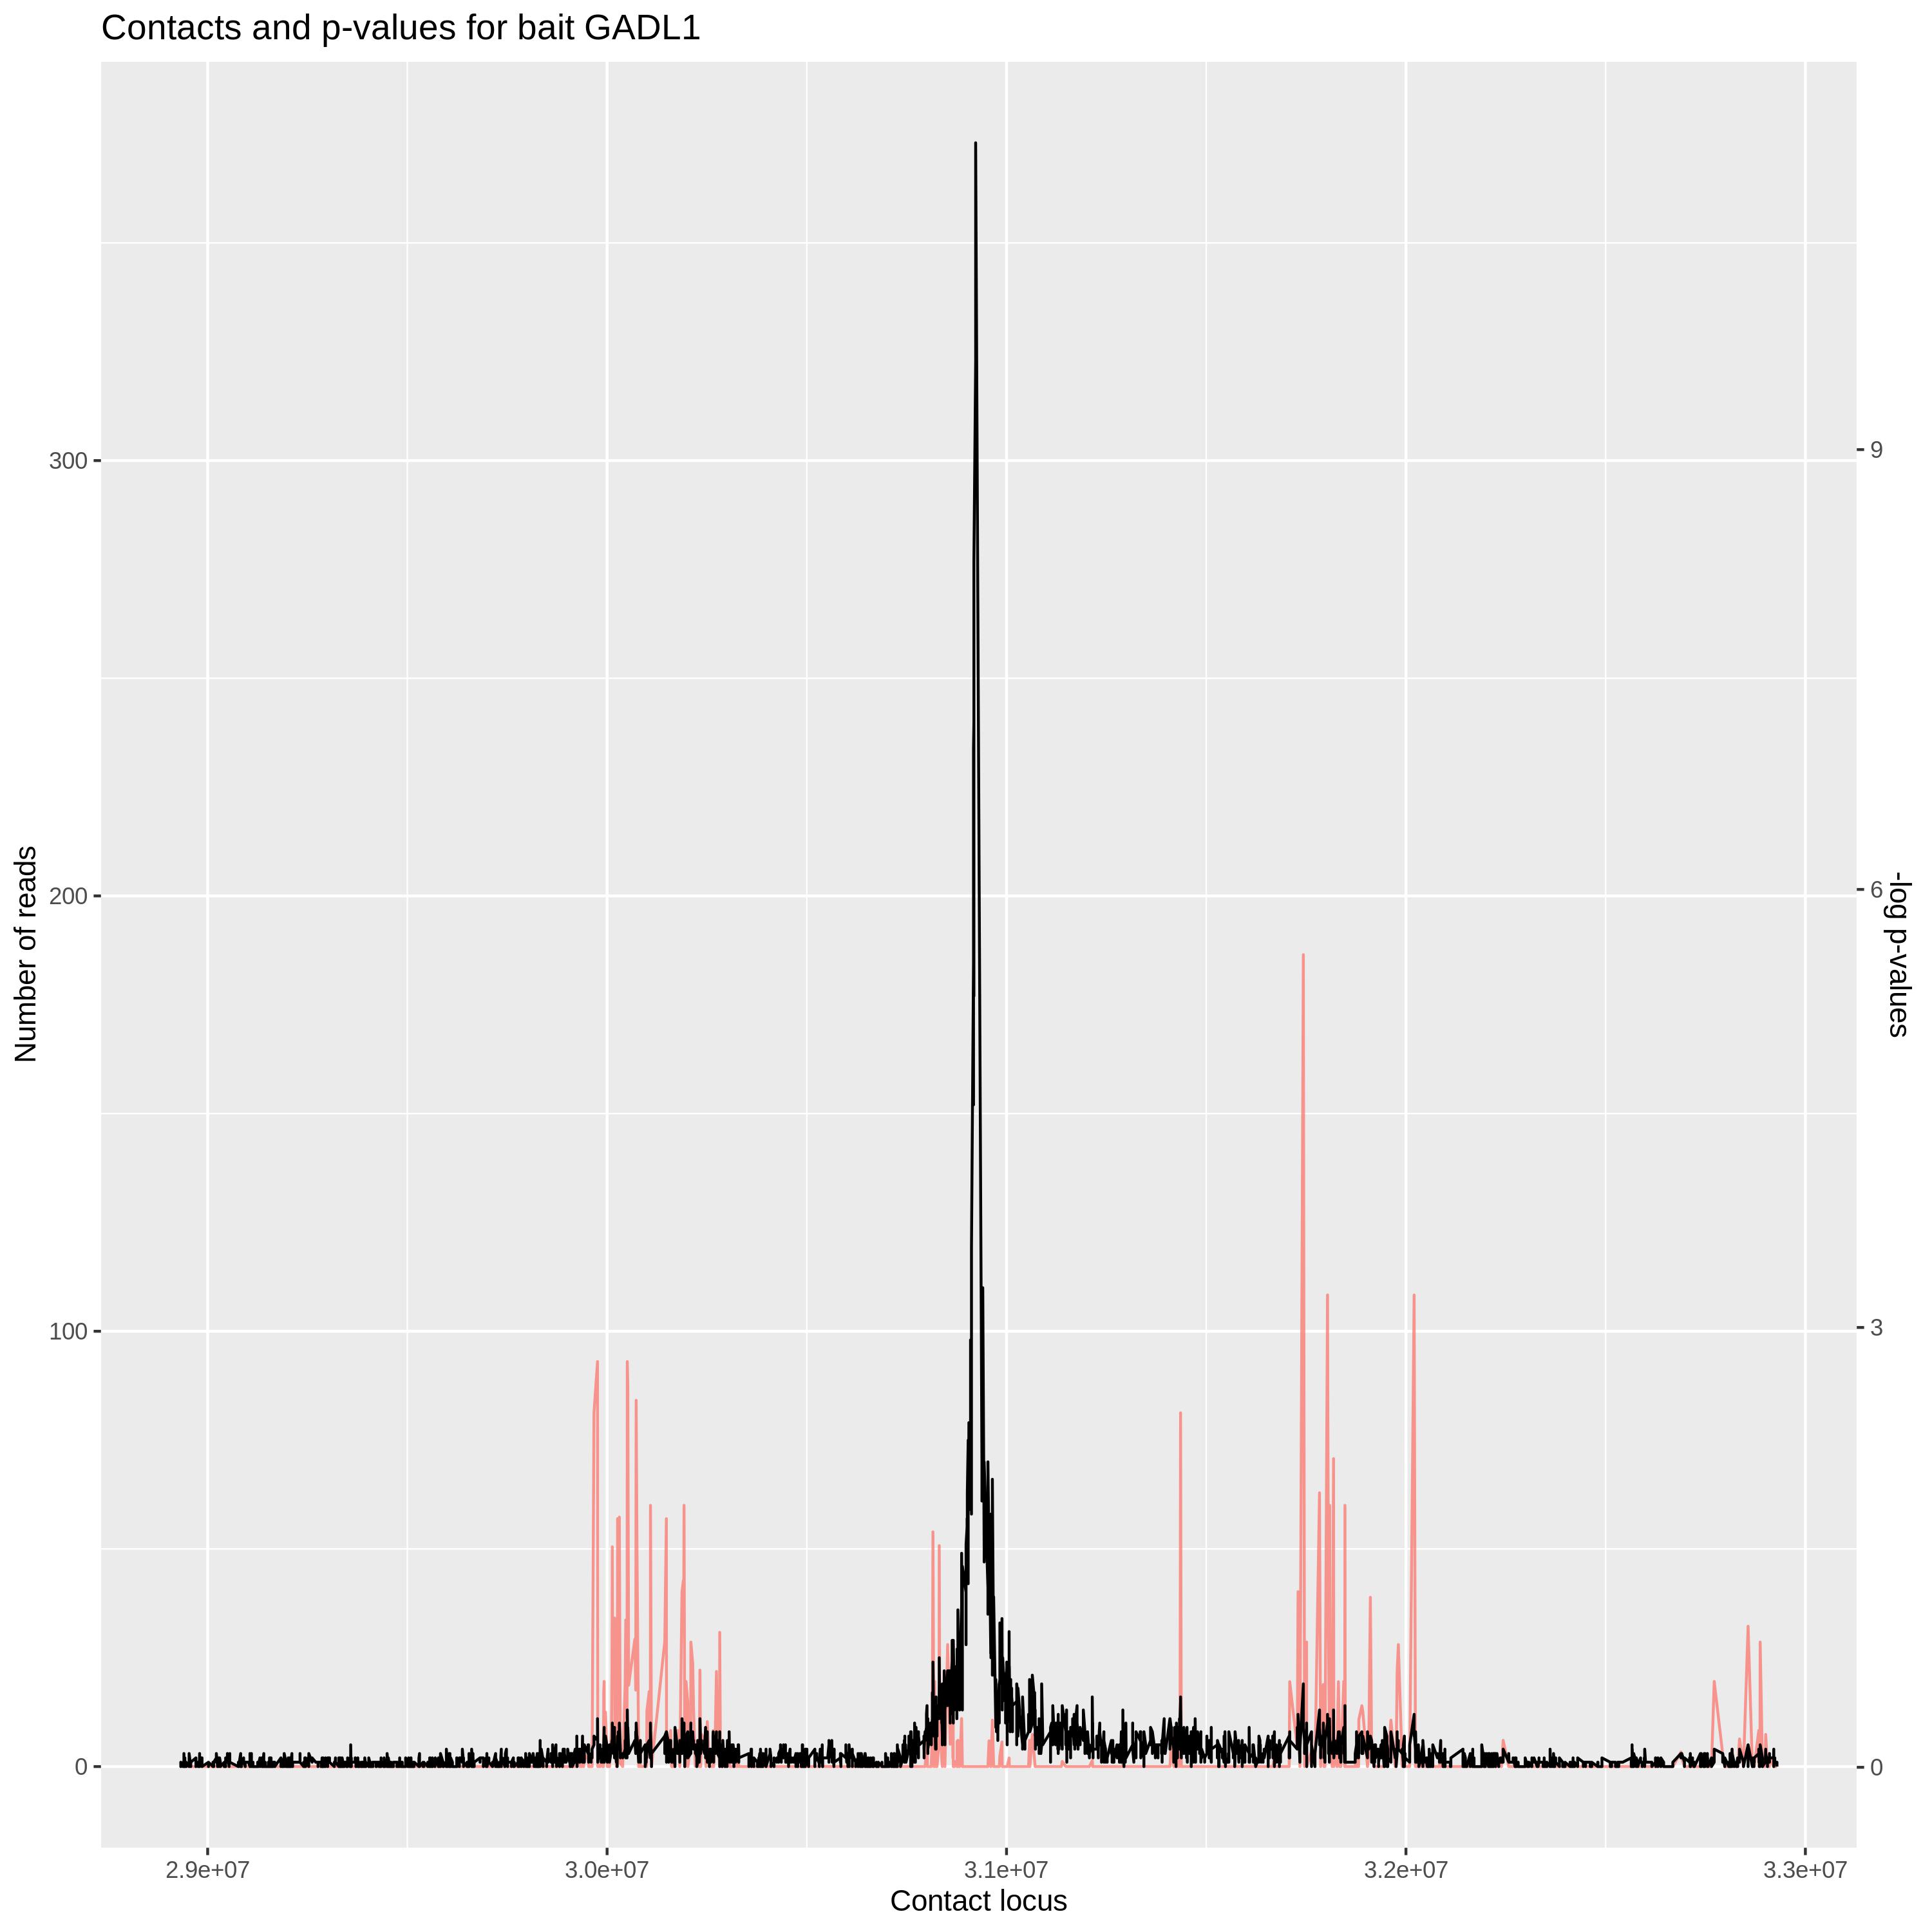 Contacts and p-values for bait GADL1
Number of reads
300
200
100
0
9
6
3
0
-log p-values
2.9e+07 3.0e+07 3.1e+07 3.2e+07 3.3e+07
Contact locus